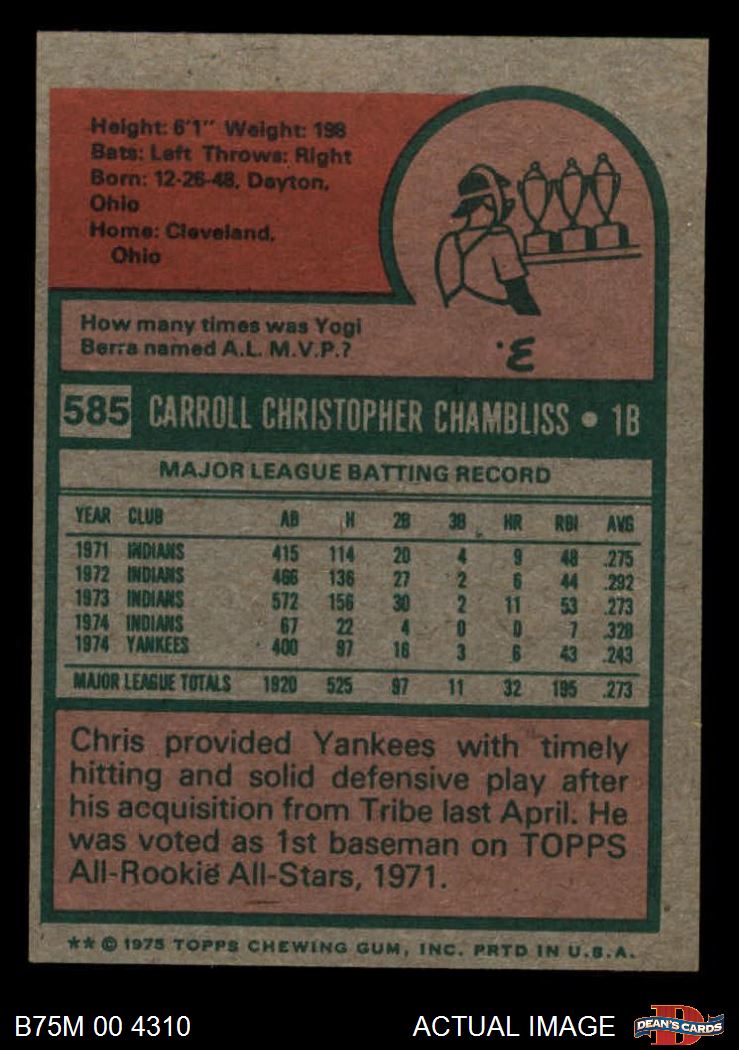 Height: 6'1" Weight: 198
Bats: Left Throws: Right
Born: 12-26-48, Dayton,
Ohio
Home: Cleveland,
Ohio
How many times was Yogi
Berra named A.L. M.V.P.?
3.
585 CARROLL CHRISTOPHER CHAMBLISS • 1B
MAJOR LEAGUE BATTING RECORD
YEAR CLUB AB H 2B 3B HR RBI AVG
1971 INDIANS 415 114 20 4 9 48 .275
1972 INDIANS 466 136 27 2 6 44 .292
1973 INDIANS 572 156 30 2 11 53 .273
1974 INDIANS 67 22 4 0 0 7 .328
1974 YANKEES 400 97 16 3 6 43 .243
MAJOR LEAGUE TOTALS 1920 525 97 11 32 195 .273
Chris provided Yankees with timely
hitting and solid defensive play after
his acquisition from Tribe last April. He
was voted as 1st baseman on TOPPS
All-Rookie All-Stars, 1971.
** © 1975 TOPPS CHEWING GUM, INC. PRTD IN U.S.A.
B75M 00 4310 ACTUAL IMAGE D DEAN'S CARDS